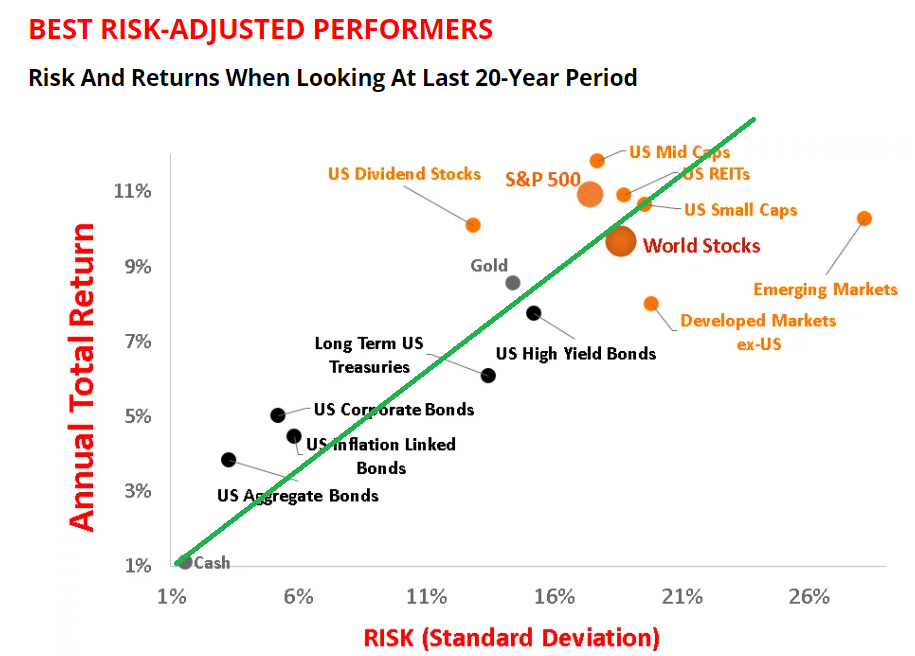 BEST RISK-ADJUSTED PERFORMERS
Risk And Returns When Looking At Last 20-Year Period
Annual Total Return
11%
9%
7%
5%
3%
1%
US Mid Caps
US Dividend Stocks
S&P 500
US REITs
US Small Caps
World Stocks
Gold
Emerging Markets
Developed Markets
ex-US
Long Term US
Treasuries
US High Yield Bonds
US Corporate Bonds
US Inflation Linked
Bonds
US Aggregate Bonds
Cash
1%
6%
11%
16%
21%
26%
RISK (Standard Deviation)